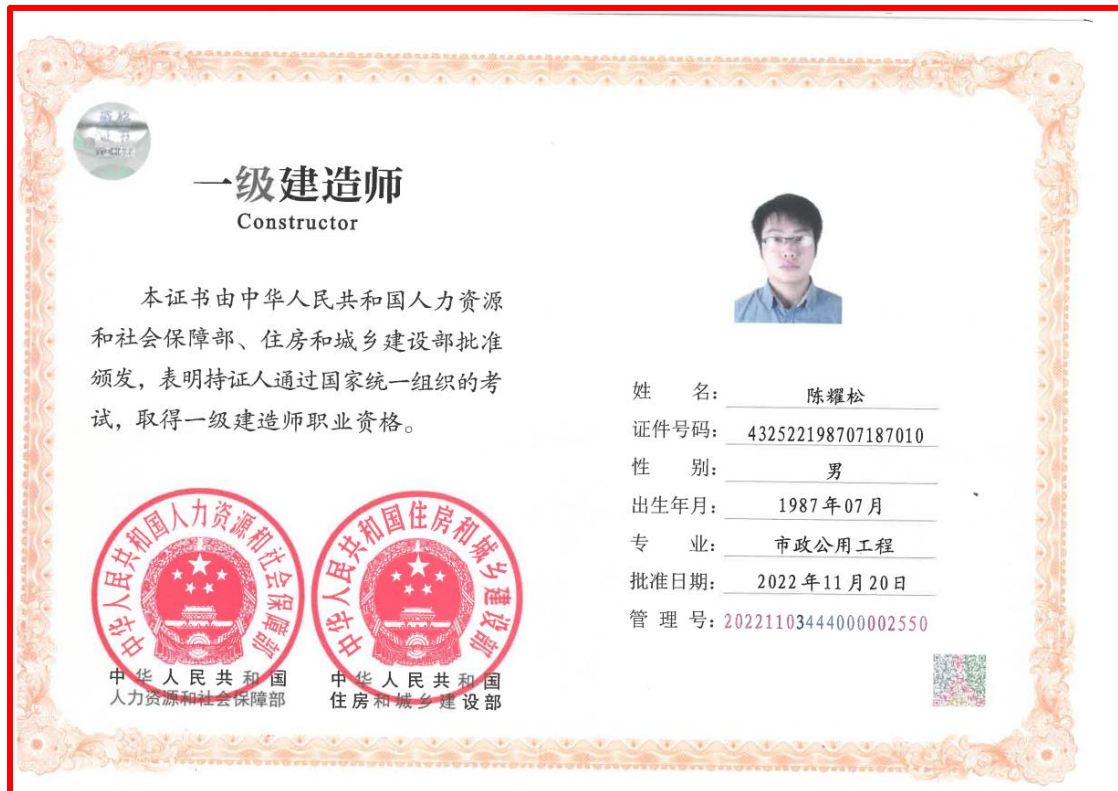 一级建造师
Constructor
本证书由中华人民共和国人力资源
和社会保障部、住房和城乡建设部批准
颁发，表明持证人通过国家统一组织的考
试，取得一级建造师职业资格。
中华人民共和国人力资源和社会保障部
中华人民共和国住房和城乡建设部
中华人民共和国
人力资源和社会保障部
中华人民共和国
住房和城乡建设部
姓 名：陈耀松
证件号码：432522198707187010
性 别：男
出生年月：1987年07月
专 业：市政公用工程
批准日期：2022年11月20日
管 理 号：20221103444000002550